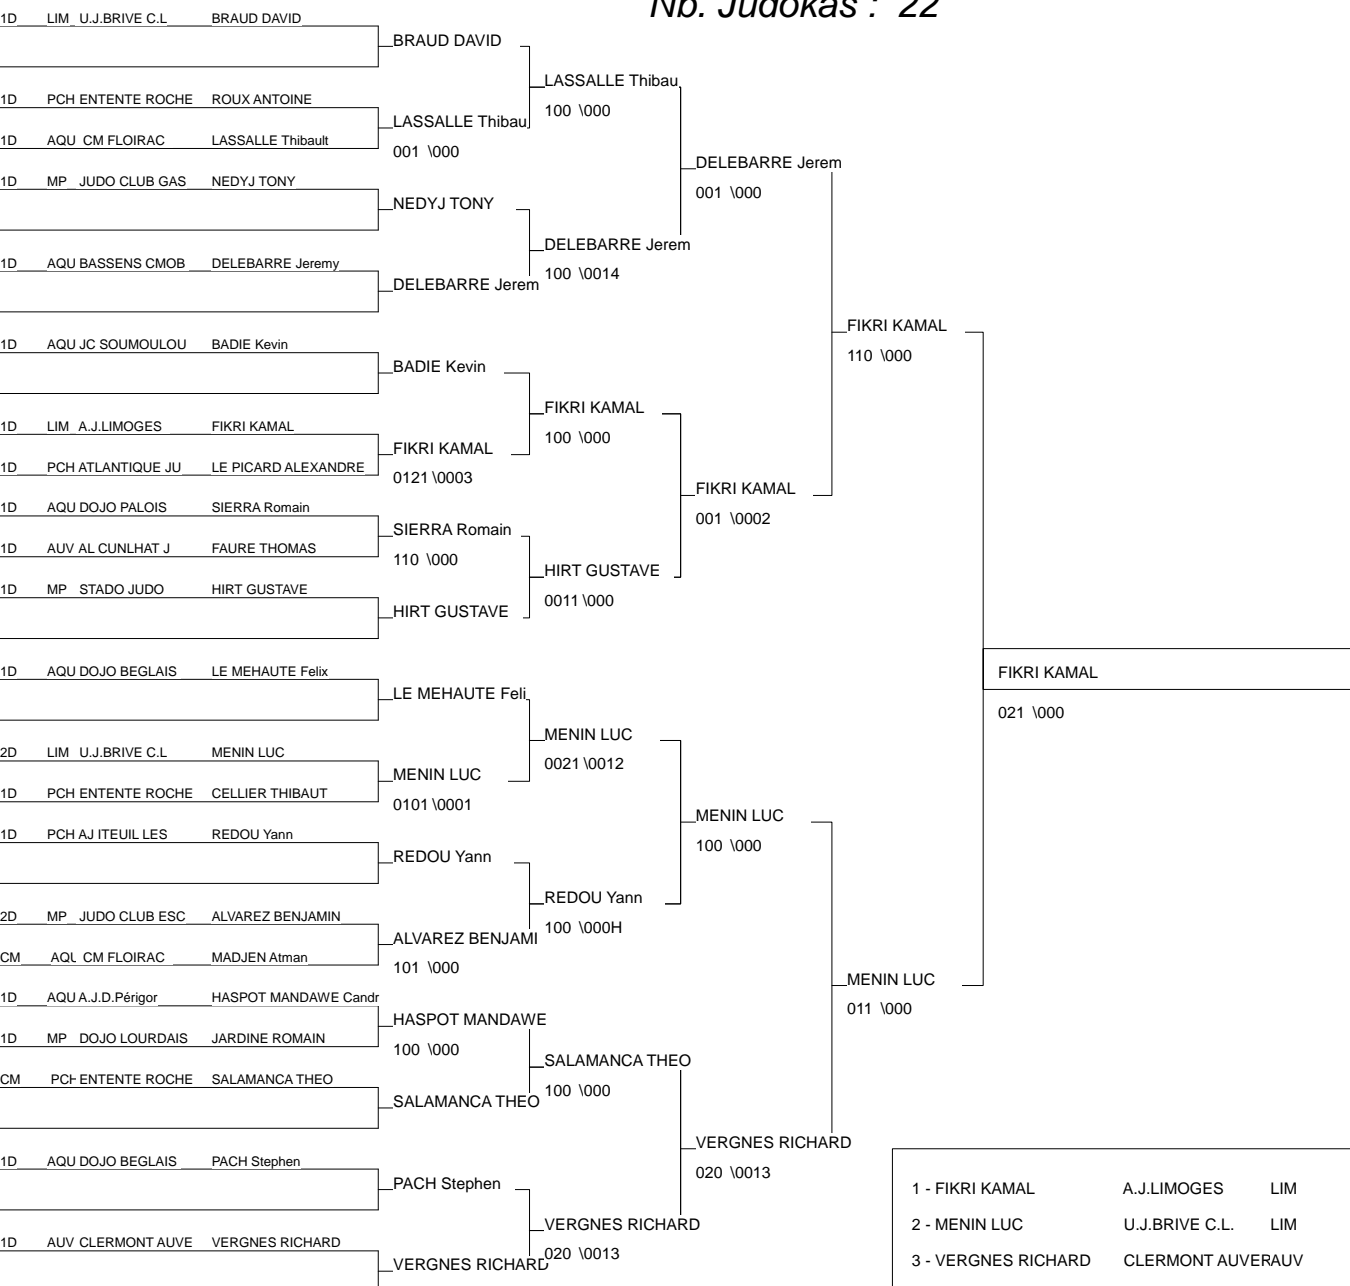 Nb. Judokas : 22
1D LIM U.J.BRIVE C.L BRAUD DAVID
BRAUD DAVID
LASSALLE Thibau
100 \000
1D PCH ENTENTE ROCHE ROUX ANTOINE
LASSALLE Thibau
001 \000
1D AQU CM FLOIRAC LASSALLE Thibault
DELEBARRE Jerem
001 \000
1D MP JUDO CLUB GAS NEDYJ TONY
NEDYJ TONY
DELEBARRE Jerem
100 \0014
1D AQU BASSENS CMOB DELEBARRE Jeremy
DELEBARRE Jerem
FIKRI KAMAL
110 \000
1D AQU JC SOUMOULOU BADIE Kevin
BADIE Kevin
FIKRI KAMAL
100 \000
1D LIM A.J.LIMOGES FIKRI KAMAL
FIKRI KAMAL
0121 \0003
1D PCH ATLANTIQUE JU LE PICARD ALEXANDRE
FIKRI KAMAL
001 \0002
1D AQU DOJO PALOIS SIERRA Romain
SIERRA Romain
110 \000
1D AUV AL CUNLHAT J FAURE THOMAS
HIRT GUSTAVE
0011 \000
1D MP STADO JUDO HIRT GUSTAVE
HIRT GUSTAVE
FIKRI KAMAL
021 \000
1D AQU DOJO BEGLAIS LE MEHAUTE Felix
LE MEHAUTE Feli
MENIN LUC
0021 \0012
2D LIM U.J.BRIVE C.L MENIN LUC
MENIN LUC
0101 \0001
1D PCH ENTENTE ROCHE CELLIER THIBAUT
MENIN LUC
100 \000
1D PCH AJ ITEUIL LES REDOU Yann
REDOU Yann
REDOU Yann
100 \000H
2D MP JUDO CLUB ESC ALVAREZ BENJAMIN
ALVAREZ BENJAMI
101 \000
CM AQU CM FLOIRAC MADJEN Atman
MENIN LUC
011 \000
1D AQU A.J.D.Périgor HASPOT MANDAWE Candr
HASPOT MANDAWE
100 \000
1D MP DOJO LOURDAIS JARDINE ROMAIN
SALAMANCA THEO
100 \000
CM PCH ENTENTE ROCHE SALAMANCA THEO
SALAMANCA THEO
VERGNES RICHARD
020 \0013
1D AQU DOJO BEGLAIS PACH Stephen
PACH Stephen
VERGNES RICHARD
020 \0013
1D AUV CLERMONT AUVE VERGNES RICHARD
VERGNES RICHARD
1 - FIKRI KAMAL A.J.LIMOGES LIM
2 - MENIN LUC U.J.BRIVE C.L. LIM
3 - VERGNES RICHARD CLERMONT AUVERAUV